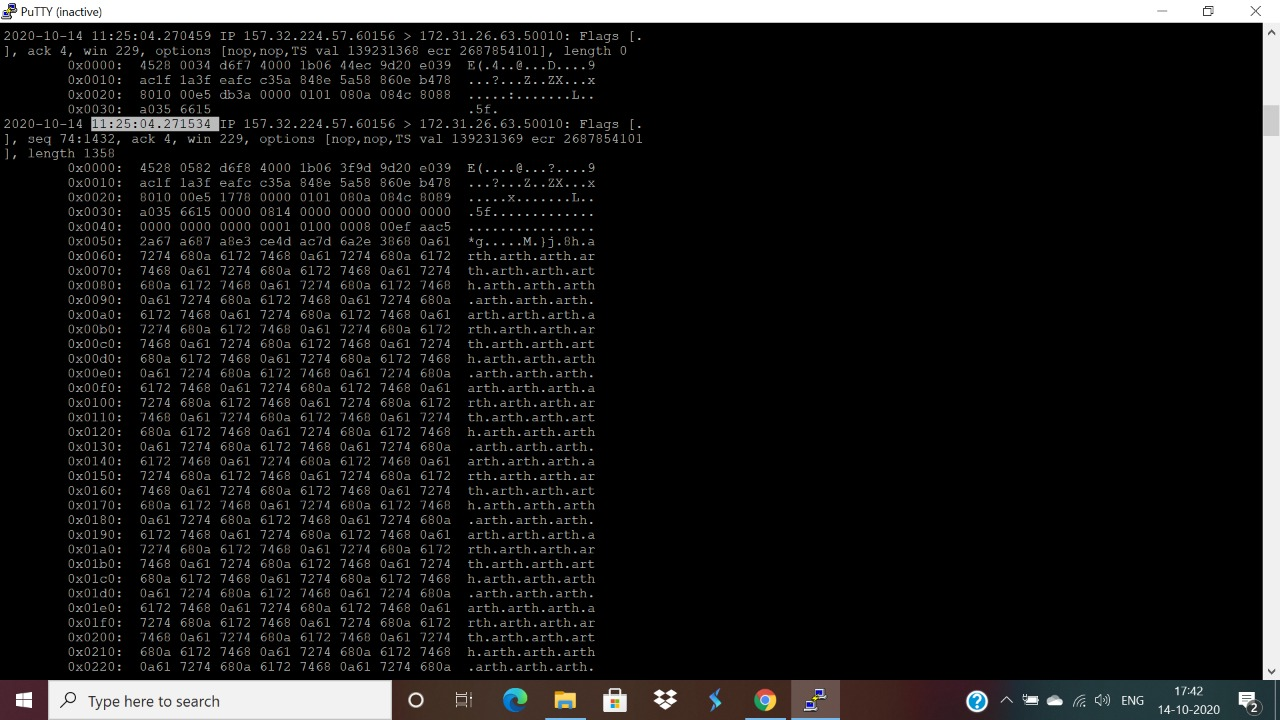 PuTTY (inactive)
2020-10-14 11:25:04.270459 IP 157.32.224.57.60156 > 172.31.26.63.50010: Flags [.
], ack 4, win 229, options [nop,nop,TS val 139231368 ecr 2687854101], length 0
0x0000: 4528 0034 d6f7 4000 1b06 44ec 9d20 e039 E(.4..@...D....9
0x0010: ac1f 1a3f eafc c35a 848e 5a58 860e b478 ...?...Z..ZX...x
0x0020: 8010 00e5 db3a 0000 0101 080a 084c 8088 .....:.......L..
0x0030: a035 6615 .5f.
2020-10-14 11:25:04.271534 IP 157.32.224.57.60156 > 172.31.26.63.50010: Flags [.
], seq 74:1432, ack 4, win 229, options [nop,nop,TS val 139231369 ecr 2687854101
], length 1358
0x0000: 4528 0582 d6f8 4000 1b06 3f9d 9d20 e039 E(....@...?....9
0x0010: ac1f 1a3f eafc c35a 848e 5a58 860e b478 ...?...Z..ZX...x
0x0020: 8010 00e5 1778 0000 0101 080a 084c 8089 .....x.......L..
0x0030: a035 6615 0000 0814 0000 0000 0000 0000 .5f.............
0x0040: 0000 0000 0000 0001 0100 0008 00ef aac5 ................
0x0050: 2a67 a687 a8e3 ce4d ac7d 6a2e 3868 0a61 *g.....M.}j.8h.a
0x0060: 7274 680a 6172 7468 0a61 7274 680a 6172 rth.arth.arth.ar
0x0070: 7468 0a61 7274 680a 6172 7468 0a61 7274 th.arth.arth.art
0x0080: 680a 6172 7468 0a61 7274 680a 6172 7468 h.arth.arth.arth
0x0090: 0a61 7274 680a 6172 7468 0a61 7274 680a .arth.arth.arth.
0x00a0: 6172 7468 0a61 7274 680a 6172 7468 0a61 arth.arth.arth.a
0x00b0: 7274 680a 6172 7468 0a61 7274 680a 6172 rth.arth.arth.ar
0x00c0: 7468 0a61 7274 680a 6172 7468 0a61 7274 th.arth.arth.art
0x00d0: 680a 6172 7468 0a61 7274 680a 6172 7468 h.arth.arth.arth
0x00e0: 0a61 7274 680a 6172 7468 0a61 7274 680a .arth.arth.arth.
0x00f0: 6172 7468 0a61 7274 680a 6172 7468 0a61 arth.arth.arth.a
0x0100: 7274 680a 6172 7468 0a61 7274 680a 6172 rth.arth.arth.ar
0x0110: 7468 0a61 7274 680a 6172 7468 0a61 7274 th.arth.arth.art
0x0120: 680a 6172 7468 0a61 7274 680a 6172 7468 h.arth.arth.arth
0x0130: 0a61 7274 680a 6172 7468 0a61 7274 680a .arth.arth.arth.
0x0140: 6172 7468 0a61 7274 680a 6172 7468 0a61 arth.arth.arth.a
0x0150: 7274 680a 6172 7468 0a61 7274 680a 6172 rth.arth.arth.ar
0x0160: 7468 0a61 7274 680a 6172 7468 0a61 7274 th.arth.arth.art
0x0170: 680a 6172 7468 0a61 7274 680a 6172 7468 h.arth.arth.arth
0x0180: 0a61 7274 680a 6172 7468 0a61 7274 680a .arth.arth.arth.
0x0190: 6172 7468 0a61 7274 680a 6172 7468 0a61 arth.arth.arth.a
0x01a0: 7274 680a 6172 7468 0a61 7274 680a 6172 rth.arth.arth.ar
0x01b0: 7468 0a61 7274 680a 6172 7468 0a61 7274 th.arth.arth.art
0x01c0: 680a 6172 7468 0a61 7274 680a 6172 7468 h.arth.arth.arth
0x01d0: 0a61 7274 680a 6172 7468 0a61 7274 680a .arth.arth.arth.
0x01e0: 6172 7468 0a61 7274 680a 6172 7468 0a61 arth.arth.arth.a
0x01f0: 7274 680a 6172 7468 0a61 7274 680a 6172 rth.arth.arth.ar
0x0200: 7468 0a61 7274 680a 6172 7468 0a61 7274 th.arth.arth.art
0x0210: 680a 6172 7468 0a61 7274 680a 6172 7468 h.arth.arth.arth
0x0220: 0a61 7274 680a 6172 7468 0a61 7274 680a .arth.arth.arth.
Type here to search
ENG
17:42
14-10-2020
2